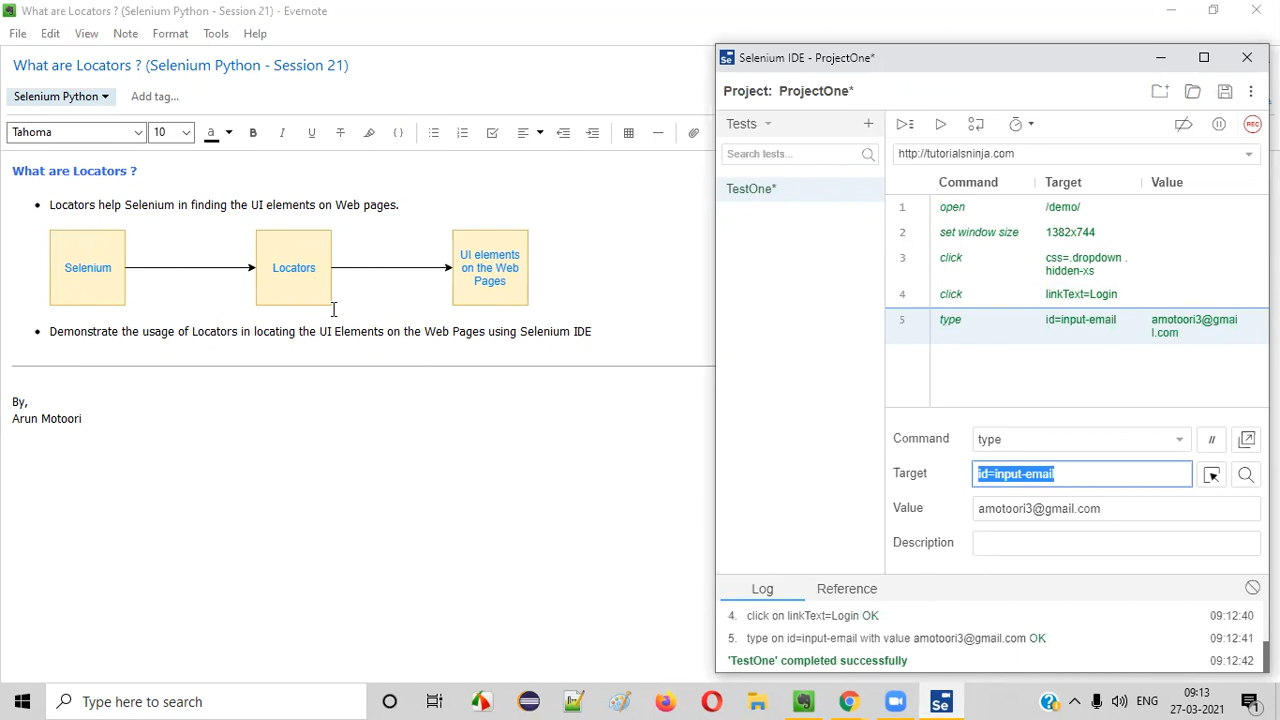 What are Locators ? (Selenium Python - Session 21) - Evernote
File Edit View Note Format Tools Help
What are Locators ? (Selenium Python - Session 21)
Selenium Python Add tag...
Tahoma 10 a B I U T
What are Locators ?
Locators help Selenium in finding the UI elements on Web pages.
Selenium
Locators
UI elements
on the Web
Pages
Demonstrate the usage of Locators in locating the UI Elements on the Web Pages using Selenium IDE
By,
Arun Motoori
Se Selenium IDE - ProjectOne*
Project: ProjectOne*
Tests
REC
Search tests...
http://tutorialsninja.com
TestOne*
Command Target Value
1 open /demo/
2 set window size 1382x744
3 click css=.dropdown .
hidden-xs
4 click linkText=Login
5 type id=input-email amotoori3@gmai
l.com
Command type //
Target id=input-email
Value amotoori3@gmail.com
Description
Log Reference
4. click on linkText=Login OK 09:12:40
5. type on id=input-email with value amotoori3@gmail.com OK 09:12:41
'TestOne' completed successfully 09:12:42
Type here to search
Se
ENG
09:13
27-03-2021
1